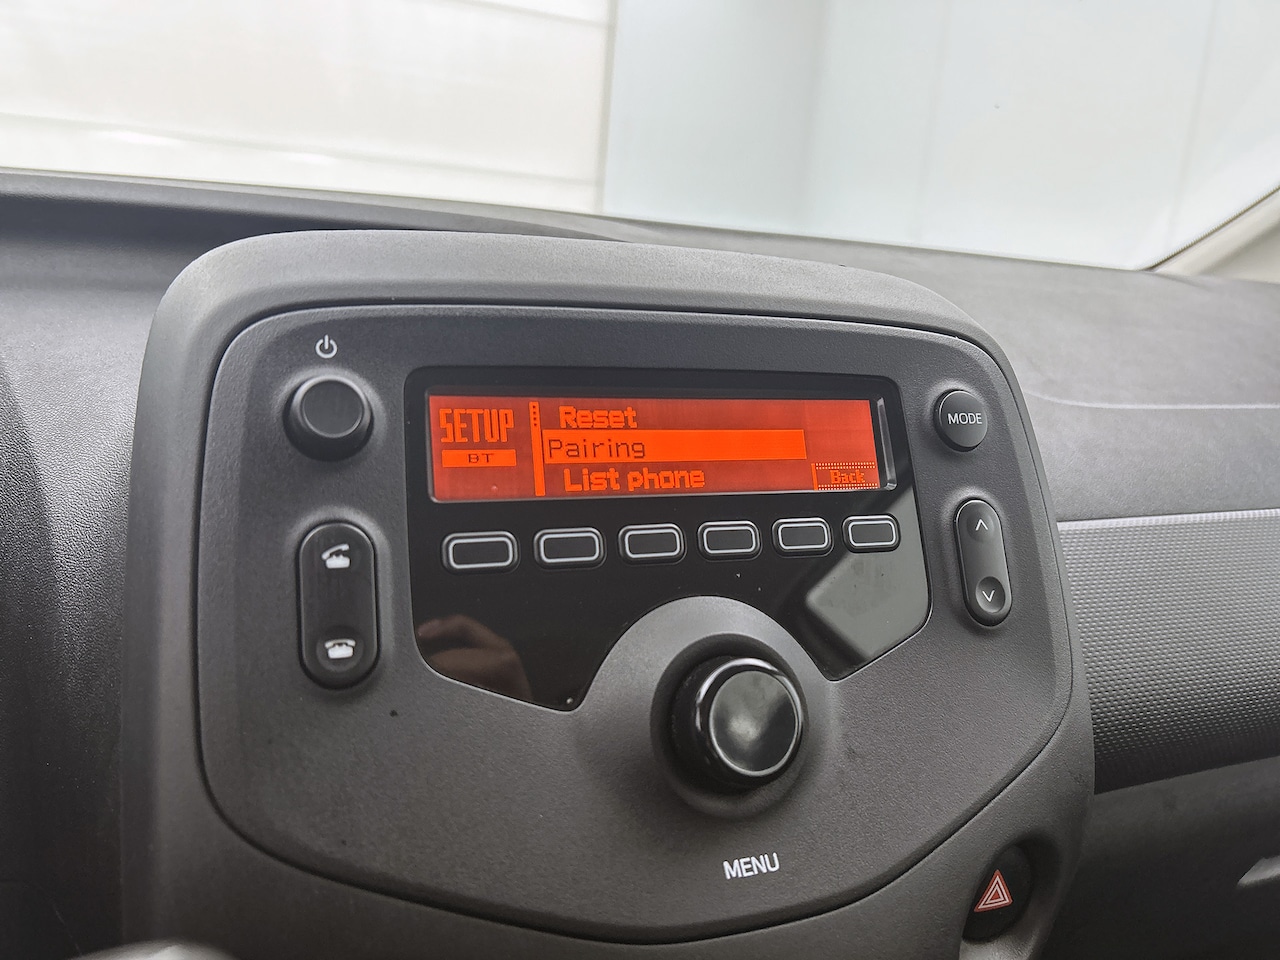 SETUP
BT
Reset
Pairing
List phone
Back
MODE
MENU